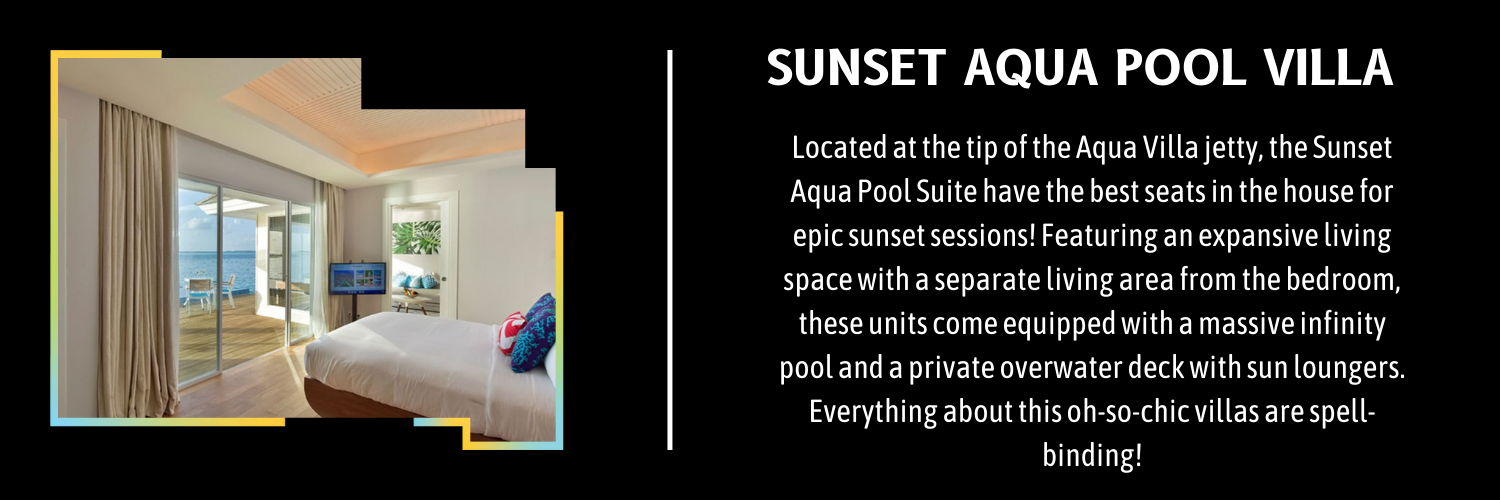 SUNSET AQUA POOL VILLA
Located at the tip of the Aqua Villa jetty, the Sunset
Aqua Pool Suite have the best seats in the house for
epic sunset sessions! Featuring an expansive living
space with a separate living area from the bedroom,
these units come equipped with a massive infinity
pool and a private overwater deck with sun loungers.
Everything about this oh-so-chic villas are spell-
binding!